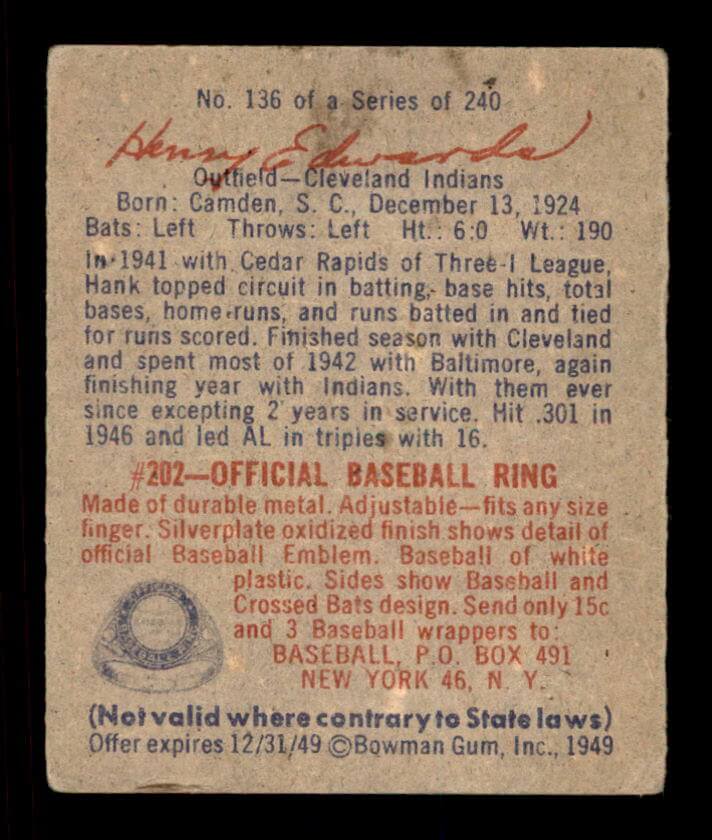 No. 136 of a Series of 240
Henry Edwards
Outfield—Cleveland Indians
Born: Camden, S. C., December 13, 1924
Bats: Left Throws: Left Ht.: 6:0 Wt.: 190
In 1941 with Cedar Rapids of Three-I League,
Hank topped circuit in batting, base hits, total
bases, home runs, and runs batted in and tied
for runs scored. Finished season with Cleveland
and spent most of 1942 with Baltimore, again
finishing year with Indians. With them ever
since excepting 2 years in service. Hit .301 in
1946 and led AL in triples with 16.
#202—OFFICIAL BASEBALL RING
Made of durable metal. Adjustable—fits any size
finger. Silverplate oxidized finish shows detail of
official Baseball Emblem. Baseball of white
plastic. Sides show Baseball and
Crossed Bats design. Send only 15c
and 3 Baseball wrappers to:
BASEBALL, P.O. BOX 491
NEW YORK 46, N. Y.
(Not valid where contrary to State laws)
Offer expires 12/31/49 ©Bowman Gum, Inc., 1949